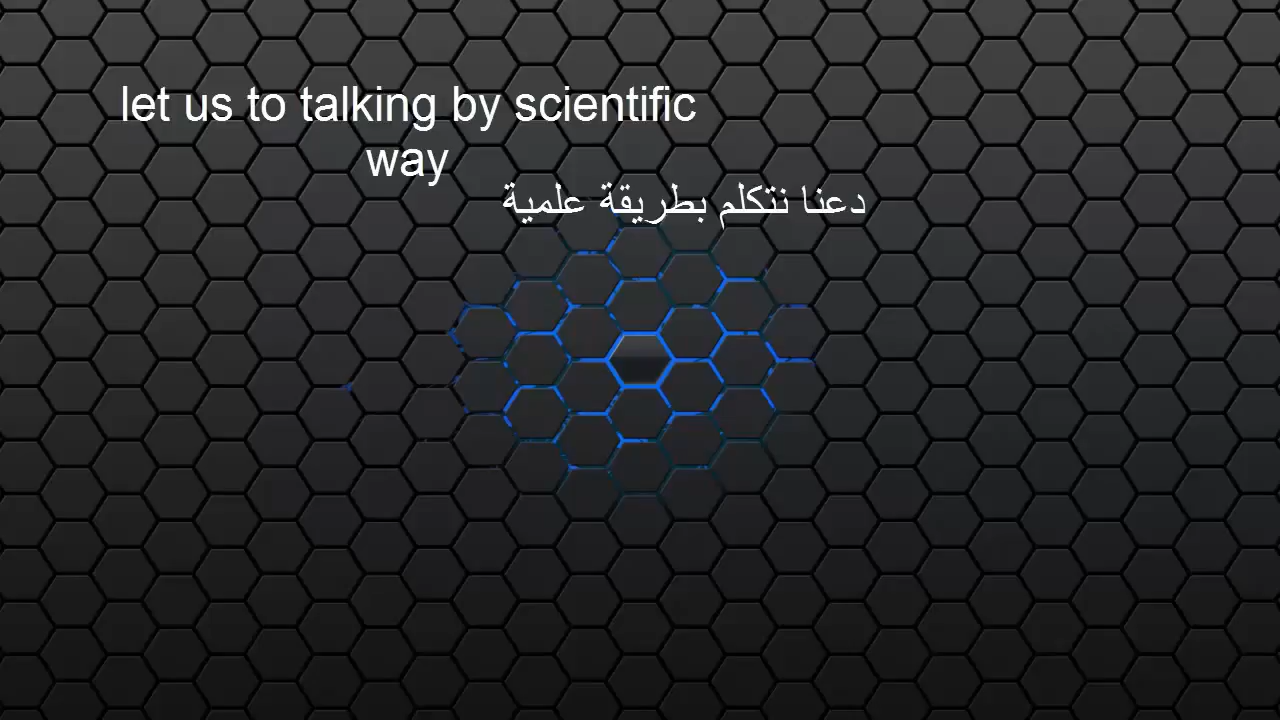 let us to talking by scientific
way
دعنا نتكلم بطريقة علمية